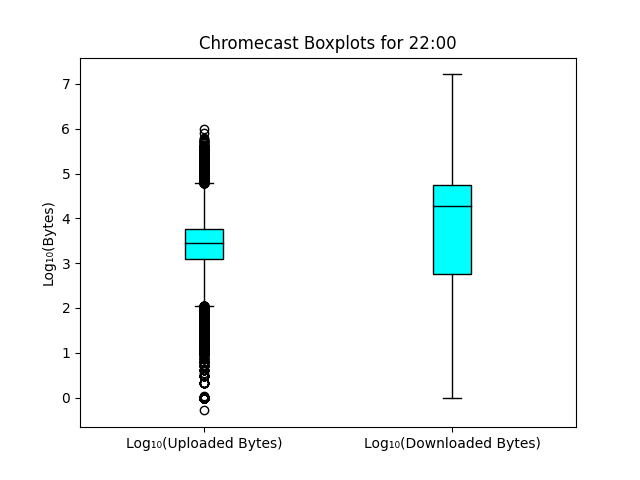 Chromecast Boxplots for 22:00
7
6
5
4
3
2
1
0
Log₁₀(Bytes)
Log₁₀(Uploaded Bytes)
Log₁₀(Downloaded Bytes)